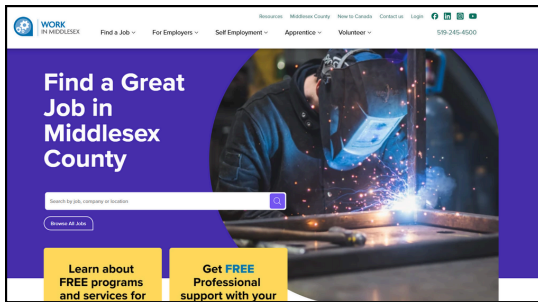 Resources Middlesex County New to Canada Contact us Login
WORK
IN MIDDLESEX
Find a Job
For Employers
Self Employment
Apprentice
Volunteer
519-245-4500
Find a Great
Job in
Middlesex
County
Search by job, company or location
Browse All Jobs
Learn about
FREE programs
and services for
Get FREE
Professional
support with your